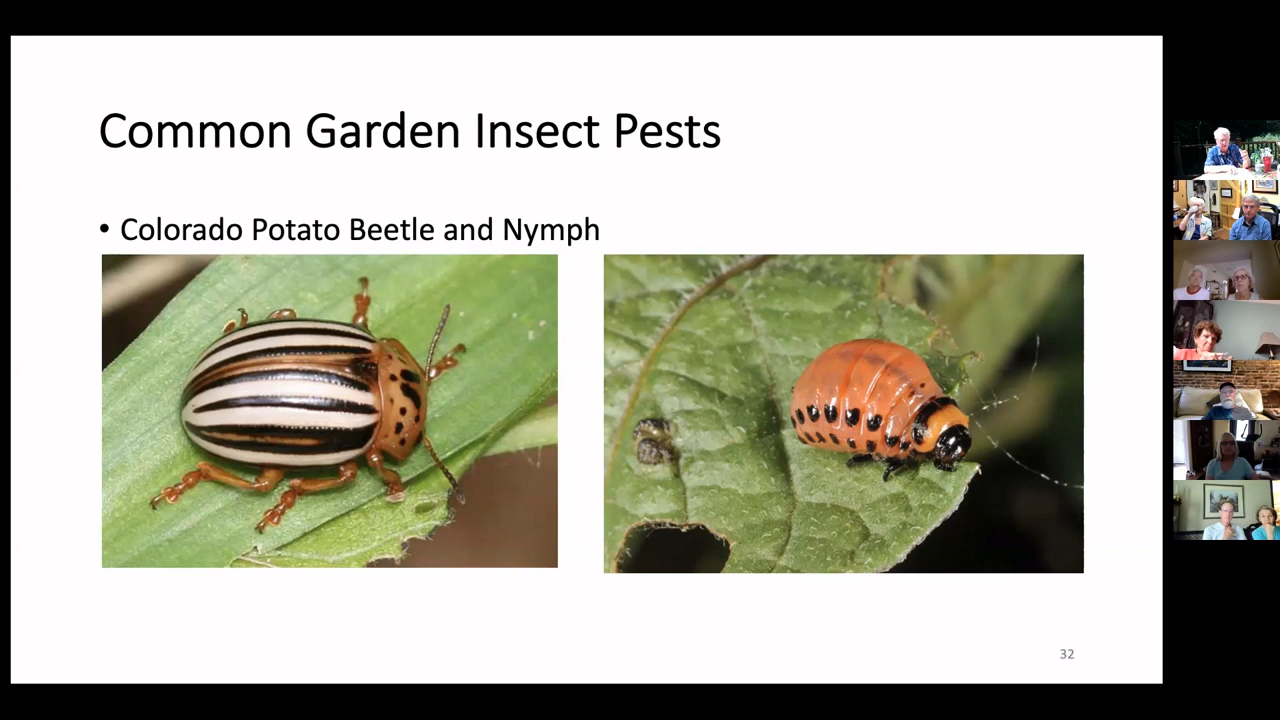 Common Garden Insect Pests
• Colorado Potato Beetle and Nymph
32